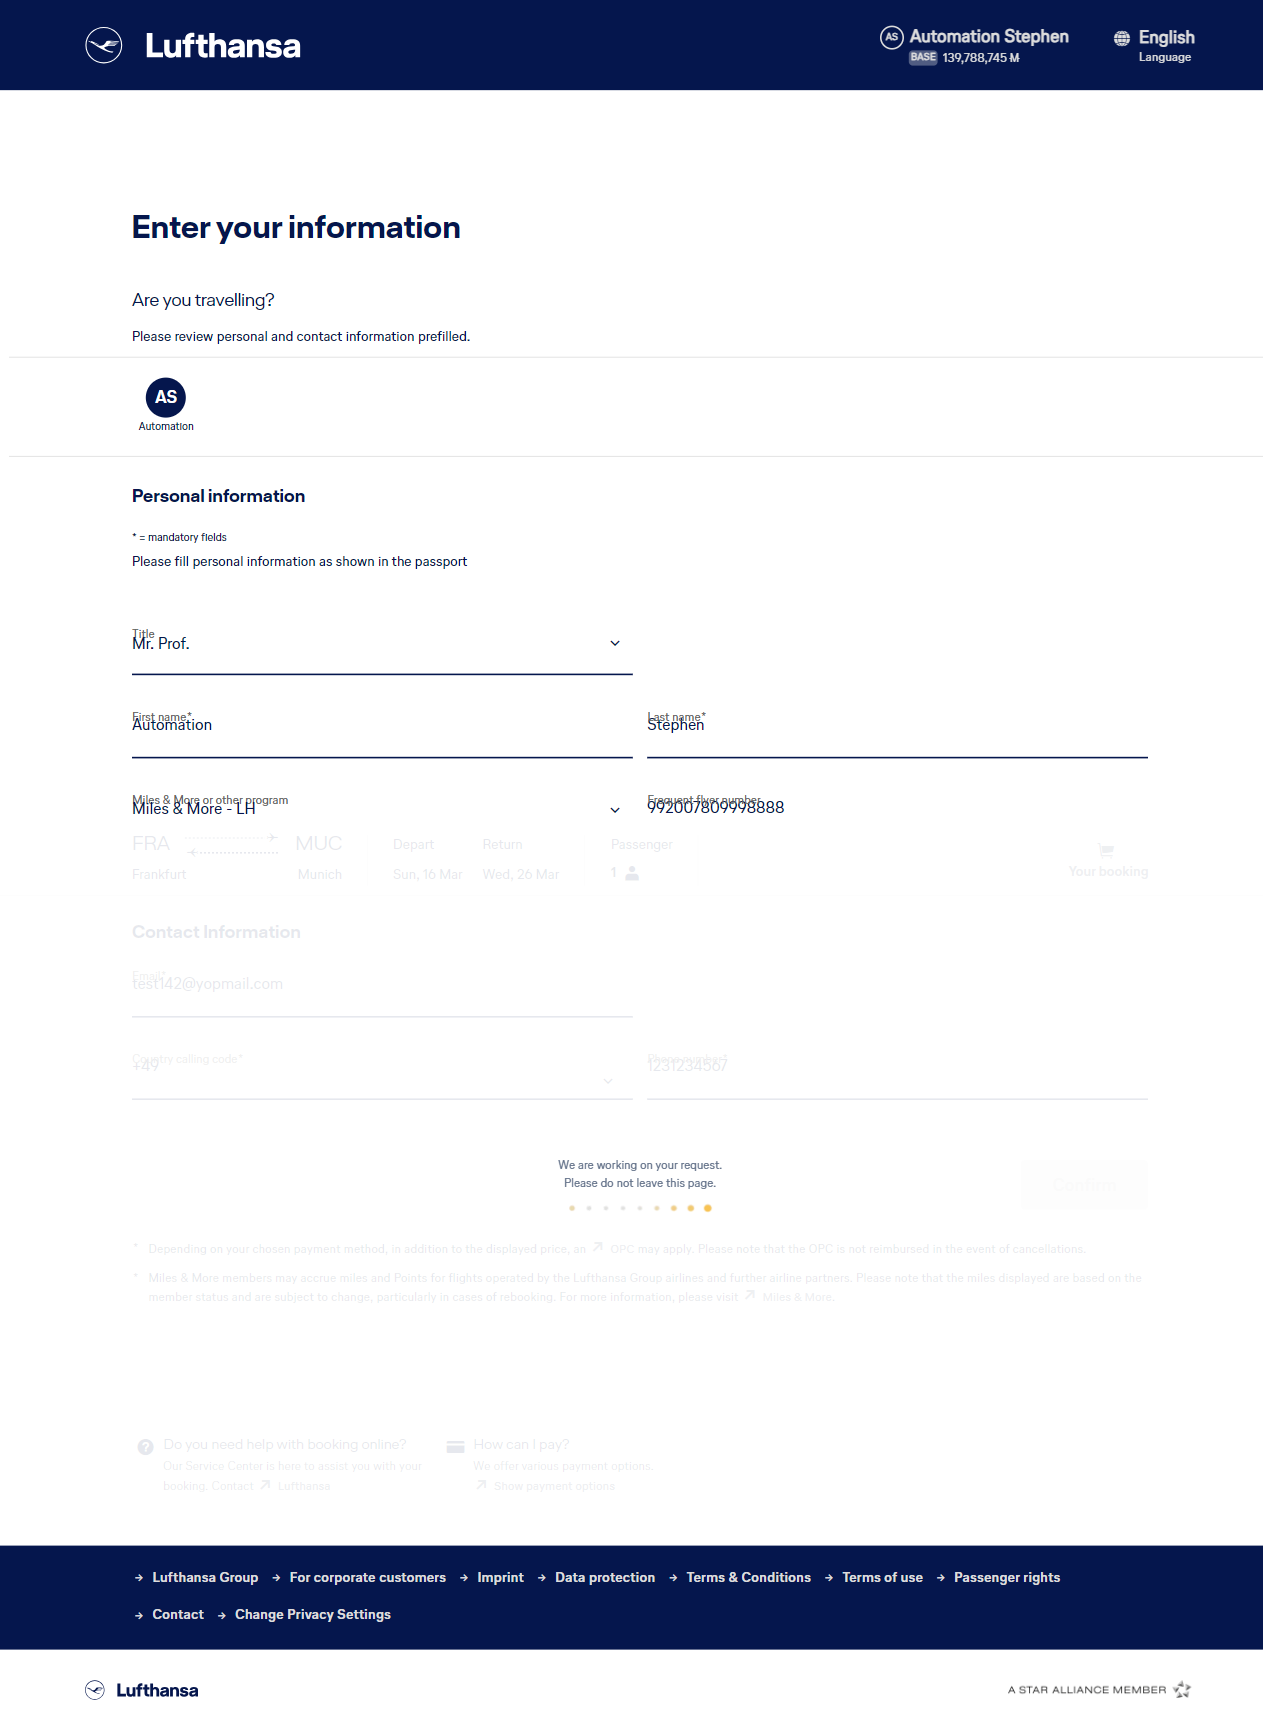 Lufthansa
AS Automation Stephen
BASE 139,788,745 M
English
Language
Enter your information
Are you travelling?
Please review personal and contact information prefilled.
AS
Automation
Personal information
* = mandatory fields
Please fill personal information as shown in the passport
Title
Mr. Prof.
First name*
Automation
Last name*
Stephen
Miles & More or other program
Miles & More - LH
Frequent flyer number
992007809998888
FRA MUC Depart Return Passenger
Frankfurt Munich Sun, 16 Mar Wed, 26 Mar 1
Your booking
Contact Information
Email*
test142@yopmail.com
Country calling code*
+49
Phone number*
1231234567
We are working on your request.
Please do not leave this page.
Confirm
* Depending on your chosen payment method, in addition to the displayed price, an OPC may apply. Please note that the OPC is not reimbursed in the event of cancellations.
* Miles & More members may accrue miles and Points for flights operated by the Lufthansa Group airlines and further airline partners. Please note that the miles displayed are based on the
member status and are subject to change, particularly in cases of rebooking. For more information, please visit Miles & More.
Do you need help with booking online?
Our Service Center is here to assist you with your
booking. Contact Lufthansa
How can I pay?
We offer various payment options.
Show payment options
Lufthansa Group For corporate customers Imprint Data protection Terms & Conditions Terms of use Passenger rights
Contact Change Privacy Settings
Lufthansa
A STAR ALLIANCE MEMBER